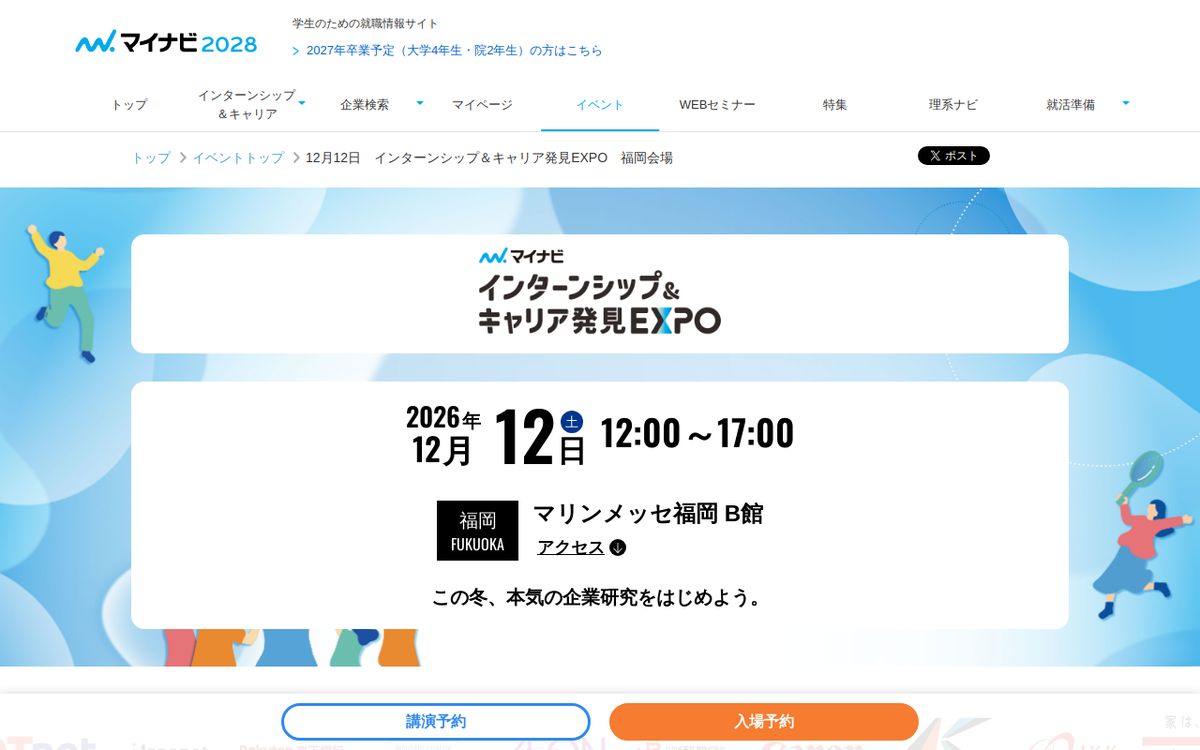 マイナビ2028
学生のための就職情報サイト
2027年卒業予定（大学4年生・院2年生）の方はこちら
トップ
インターンシップ
＆キャリア
企業検索
マイページ
イベント
WEBセミナー
特集
理系ナビ
就活準備
トップ
イベントトップ
12月12日　インターンシップ＆キャリア発見EXPO　福岡会場
ポスト
マイナビ
インターンシップ&
キャリア発見EXPO
2026年
12月
12日
土
12:00～17:00
福岡
FUKUOKA
マリンメッセ福岡 B館
アクセス
この冬、本気の企業研究をはじめよう。
講演予約
入場予約